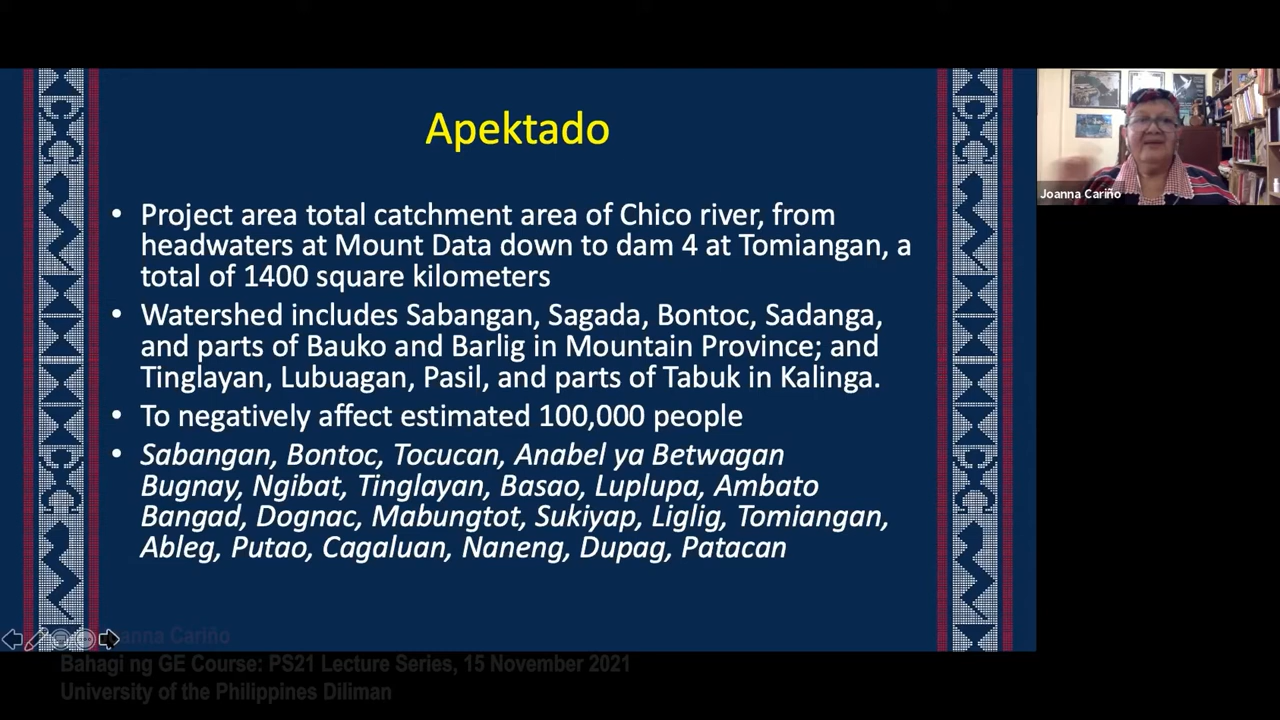 Apektado
• Project area total catchment area of Chico river, from
headwaters at Mount Data down to dam 4 at Tomiangan, a
total of 1400 square kilometers
• Watershed includes Sabangan, Sagada, Bontoc, Sadanga,
and parts of Bauko and Barlig in Mountain Province; and
Tinglayan, Lubuagan, Pasil, and parts of Tabuk in Kalinga.
• To negatively affect estimated 100,000 people
• Sabangan, Bontoc, Tocucan, Anabel ya Betwagan
Bugnay, Ngibat, Tinglayan, Basao, Luplupa, Ambato
Bangad, Dognac, Mabungtot, Sukiyap, Liglig, Tomiangan,
Ableg, Putao, Cagaluan, Naneng, Dupag, Patacan
Joanna Cariño
Cariño
Bahagi ng GE Course: PS21 Lecture Series, 15 November 2021
University of the Philippines Diliman